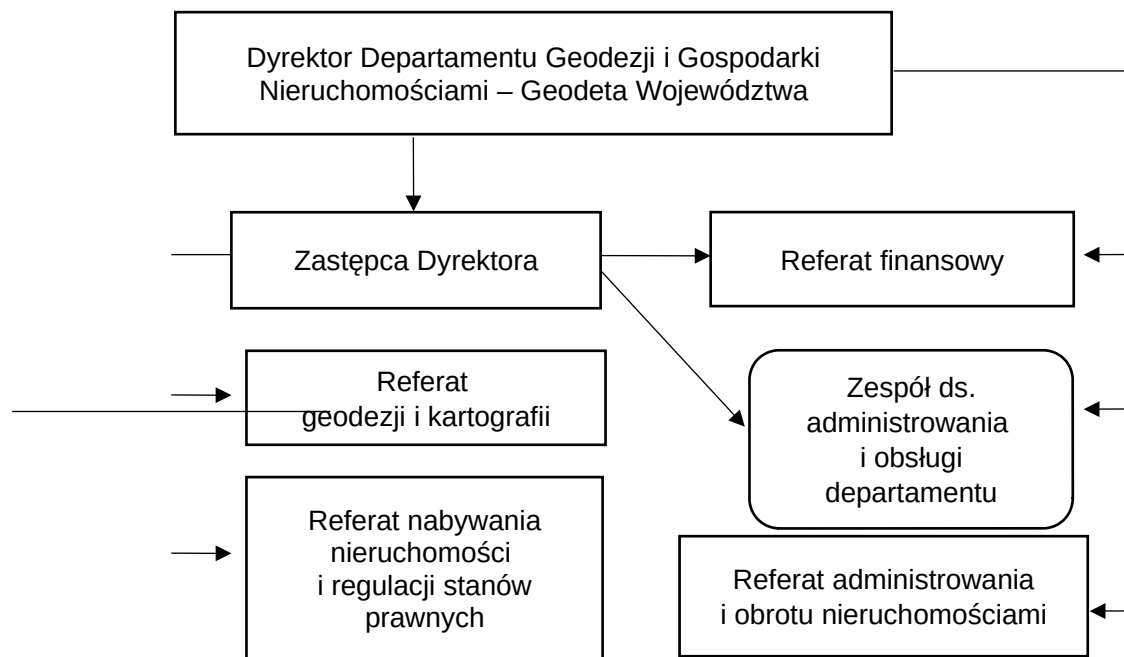 Dyrektor Departamentu Geodezji i Gospodarki
Nieruchomościami – Geodeta Województwa
Zastępca Dyrektora
Referat finansowy
Referat
geodezji i kartografii
Zespół ds.
administrowania
i obsługi
departamentu
Referat nabywania
nieruchomości
i regulacji stanów
prawnych
Referat administrowania
i obrotu nieruchomościami